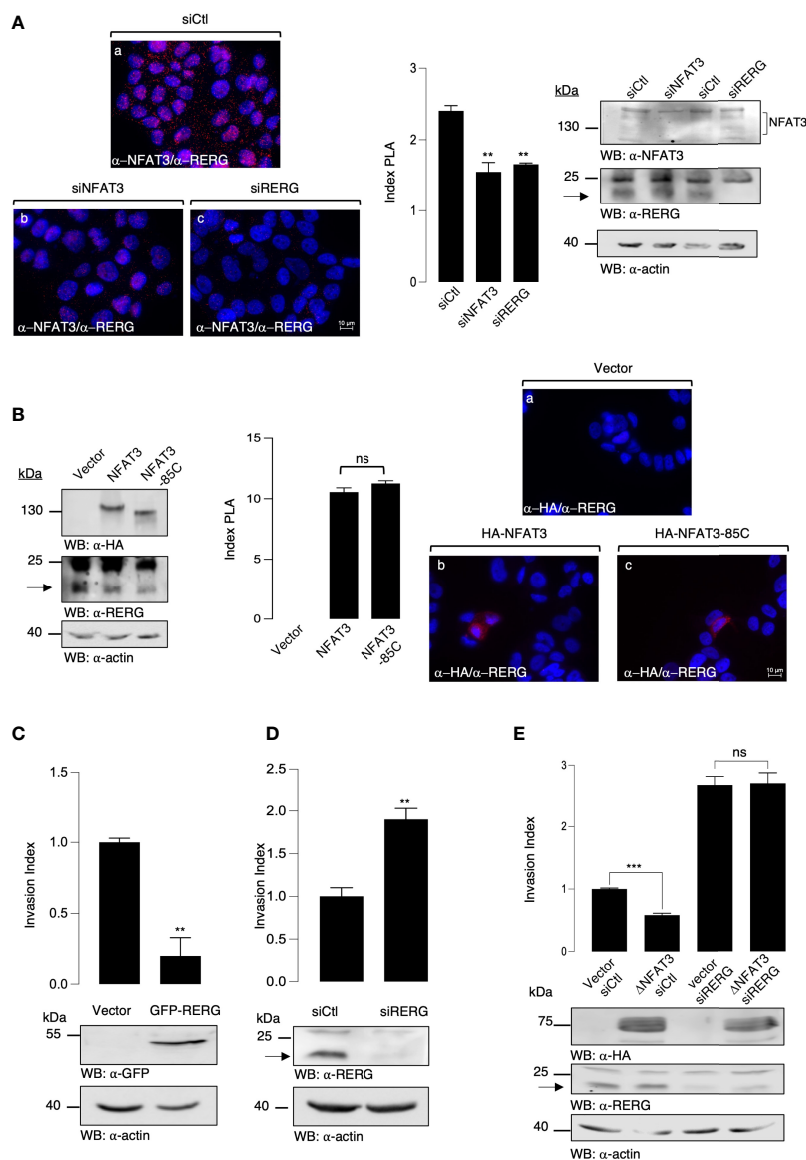 A
siCtl
a
α–NFAT3/α–RERG
siNFAT3
siRERG
b
α–NFAT3/α–RERG
c
α–NFAT3/α–RERG
10 µm
Index PLA
3
2
1
0
**
**
siCtl
siNFAT3
siRERG
kDa
siCtl
siNFAT3
siCtl
siRERG
130
NFAT3
WB: α-NFAT3
25
WB: α-RERG
40
WB: α-actin
B
kDa
Vector
NFAT3
NFAT3
-85C
130
WB: α-HA
25
WB: α-RERG
40
WB: α-actin
Index PLA
15
10
5
0
ns
Vector
NFAT3
NFAT3
-85C
Vector
a
α–HA/α–RERG
HA-NFAT3
HA-NFAT3-85C
b
α–HA/α–RERG
c
α–HA/α–RERG
10 µm
C
Invasion Index
1.5
1.0
0.5
0.0
**
kDa
Vector
GFP-RERG
55
WB: α-GFP
40
WB: α-actin
D
Invasion Index
2.5
2.0
1.5
1.0
0.5
0.0
**
kDa
siCtl
siRERG
25
WB: α-RERG
40
WB: α-actin
E
Invasion Index
3
2
1
0
***
ns
Vector
siCtl
ΔNFAT3
siCtl
vector
siRERG
ΔNFAT3
siRERG
kDa
75
WB: α-HA
25
WB: α-RERG
40
WB: α-actin